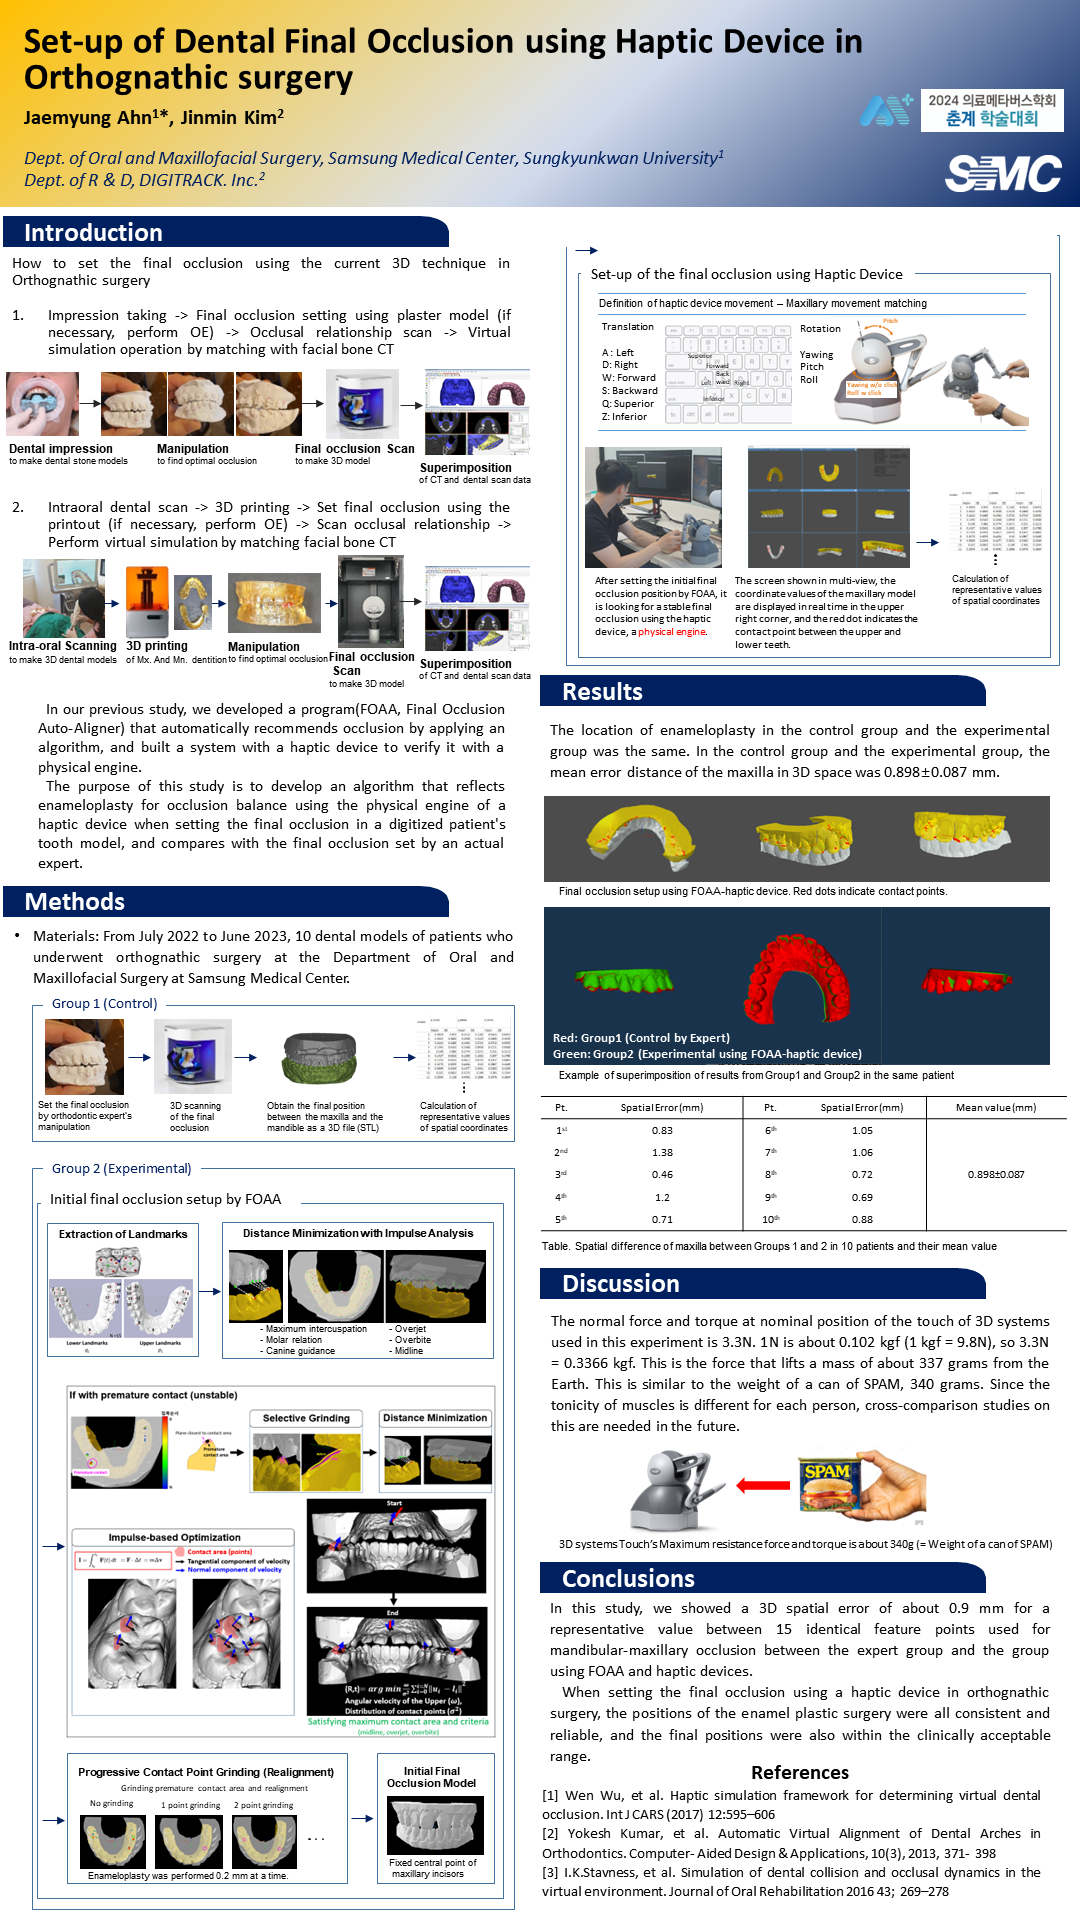 Set-up of Dental Final Occlusion using Haptic Device in
Orthognathic surgery
Jaemyung Ahn1*, Jinmin Kim2
Dept. of Oral and Maxillofacial Surgery, Samsung Medical Center, Sungkyunkwan University1
Dept. of R & D, DIGITRACK. Inc.2
2024 의료메타버스학회
춘계 학술대회
SMC
Introduction
How to set the final occlusion using the current 3D technique in
Orthognathic surgery
1. Impression taking -> Final occlusion setting using plaster model (if
necessary, perform OE) -> Occlusal relationship scan -> Virtual
simulation operation by matching with facial bone CT
Dental impression
to make dental stone models
Manipulation
to find optimal occlusion
Final occlusion Scan
to make 3D model
Superimposition
of CT and dental scan data
2. Intraoral dental scan -> 3D printing -> Set final occlusion using the
printout (if necessary, perform OE) -> Scan occlusal relationship ->
Perform virtual simulation by matching facial bone CT
Intra-oral Scanning
to make 3D dental models
3D printing
of Mx. And Mn. dentition
Manipulation
to find optimal occlusion
Final occlusion
Scan
to make 3D model
Superimposition
of CT and dental scan data
In our previous study, we developed a program(FOAA, Final Occlusion
Auto-Aligner) that automatically recommends occlusion by applying an
algorithm, and built a system with a haptic device to verify it with a
physical engine.
The purpose of this study is to develop an algorithm that reflects
enameloplasty for occlusion balance using the physical engine of a
haptic device when setting the final occlusion in a digitized patient's
tooth model, and compares with the final occlusion set by an actual
expert.
Methods
• Materials: From July 2022 to June 2023, 10 dental models of patients who
underwent orthognathic surgery at the Department of Oral and
Maxillofacial Surgery at Samsung Medical Center.
Group 1 (Control)
Set the final occlusion
by orthodontic expert's
manipulation
3D scanning
of the final
occlusion
Obtain the final position
between the maxilla and the
mandible as a 3D file (STL)
Calculation of
representative values
of spatial coordinates
Group 2 (Experimental)
Initial final occlusion setup by FOAA
Extraction of Landmarks
Lower Landmarks
Upper Landmarks
Distance Minimization with Impulse Analysis
- Maximum intercuspation
- Molar relation
- Canine guidance
- Overjet
- Overbite
- Midline
If with premature contact (unstable)
Premature contact
Plane closest to contact area
Premature
contact area
Selective Grinding
Distance Minimization
Impulse-based Optimization
Contact area (points)
Tangential component of velocity
Normal component of velocity
Start
End
Angular velocity of the Upper (ω),
Distribution of contact points (σ2)
Satisfying maximum contact area and criteria
(midline, overjet, overbite)
Progressive Contact Point Grinding (Realignment)
Grinding premature contact area and realignment
No grinding
1 point grinding
2 point grinding
. . .
Enameloplasty was performed 0.2 mm at a time.
Initial Final
Occlusion Model
Fixed central point of
maxillary incisors
Set-up of the final occlusion using Haptic Device
Definition of haptic device movement – Maxillary movement matching
Translation
A : Left
D: Right
W: Forward
S: Backward
Q: Superior
Z: Inferior
Superior
Forward
Left
Back
ward
Right
Inferior
Rotation
Yawing
Pitch
Roll
Pitch
Yawing w/o click
Roll w click
After setting the initial final
occlusion position by FOAA, it
is looking for a stable final
occlusion using the haptic
device, a physical engine.
The screen shown in multi-view, the
coordinate values of the maxillary model
are displayed in real time in the upper
right corner, and the red dot indicates the
contact point between the upper and
lower teeth.
Calculation of
representative values
of spatial coordinates
Results
The location of enameloplasty in the control group and the experimental
group was the same. In the control group and the experimental group, the
mean error distance of the maxilla in 3D space was 0.898±0.087 mm.
Final occlusion setup using FOAA-haptic device. Red dots indicate contact points.
Red: Group1 (Control by Expert)
Green: Group2 (Experimental using FOAA-haptic device)
Example of superimposition of results from Group1 and Group2 in the same patient
Pt. Spatial Error (mm) Pt. Spatial Error (mm) Mean value (mm)
1st 0.83 6th 1.05
2nd 1.38 7th 1.06
3rd 0.46 8th 0.72 0.898±0.087
4th 1.2 9th 0.69
5th 0.71 10th 0.88
Table. Spatial difference of maxilla between Groups 1 and 2 in 10 patients and their mean value
Discussion
The normal force and torque at nominal position of the touch of 3D systems
used in this experiment is 3.3N. 1N is about 0.102 kgf (1 kgf = 9.8N), so 3.3N
= 0.3366 kgf. This is the force that lifts a mass of about 337 grams from the
Earth. This is similar to the weight of a can of SPAM, 340 grams. Since the
tonicity of muscles is different for each person, cross-comparison studies on
this are needed in the future.
SPAM
3D systems Touch's Maximum resistance force and torque is about 340g (= Weight of a can of SPAM)
Conclusions
In this study, we showed a 3D spatial error of about 0.9 mm for a
representative value between 15 identical feature points used for
mandibular-maxillary occlusion between the expert group and the group
using FOAA and haptic devices.
When setting the final occlusion using a haptic device in orthognathic
surgery, the positions of the enamel plastic surgery were all consistent and
reliable, and the final positions were also within the clinically acceptable
range.
References
[1] Wen Wu, et al. Haptic simulation framework for determining virtual dental
occlusion. Int J CARS (2017) 12:595–606
[2] Yokesh Kumar, et al. Automatic Virtual Alignment of Dental Arches in
Orthodontics. Computer- Aided Design & Applications, 10(3), 2013, 371- 398
[3] I.K.Stavness, et al. Simulation of dental collision and occlusal dynamics in the
virtual environment. Journal of Oral Rehabilitation 2016 43; 269–278